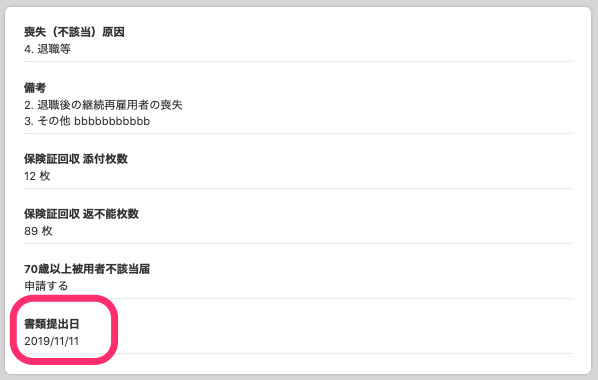 喪失（不該当）原因
4. 退職等
備考
2. 退職後の継続再雇用者の喪失
3. その他 bbbbbbbbbbb
保険証回収 添付枚数
12 枚
保険証回収 返不能枚数
89 枚
70歳以上被用者不該当届
申請する
書類提出日
2019/11/11